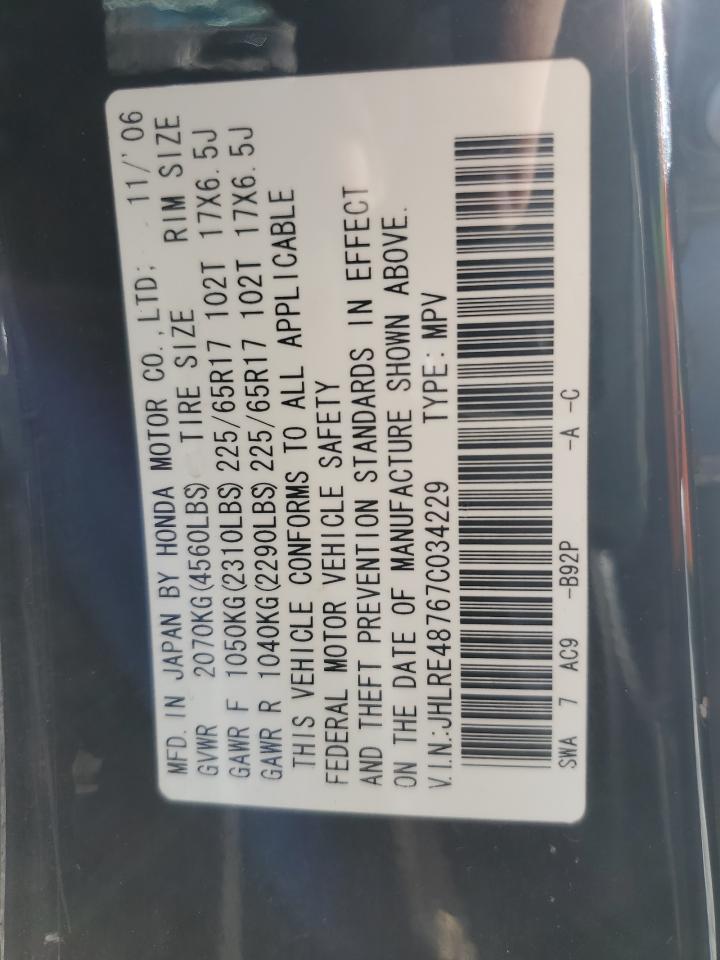 MFD. IN JAPAN BY HONDA MOTOR CO.,LTD; 11/'06
GVWR 2070KG(4560LBS) TIRE SIZE RIM SIZE
GAWR F 1050KG(2310LBS) 225/65R17 102T 17X6.5J
GAWR R 1040KG(2290LBS) 225/65R17 102T 17X6.5J
THIS VEHICLE CONFORMS TO ALL APPLICABLE
FEDERAL MOTOR VEHICLE SAFETY
AND THEFT PREVENTION STANDARDS IN EFFECT
ON THE DATE OF MANUFACTURE SHOWN ABOVE.
V.I.N.:JHLRE48767C034229 TYPE: MPV
SWA 7 AC9 -B92P -A -C